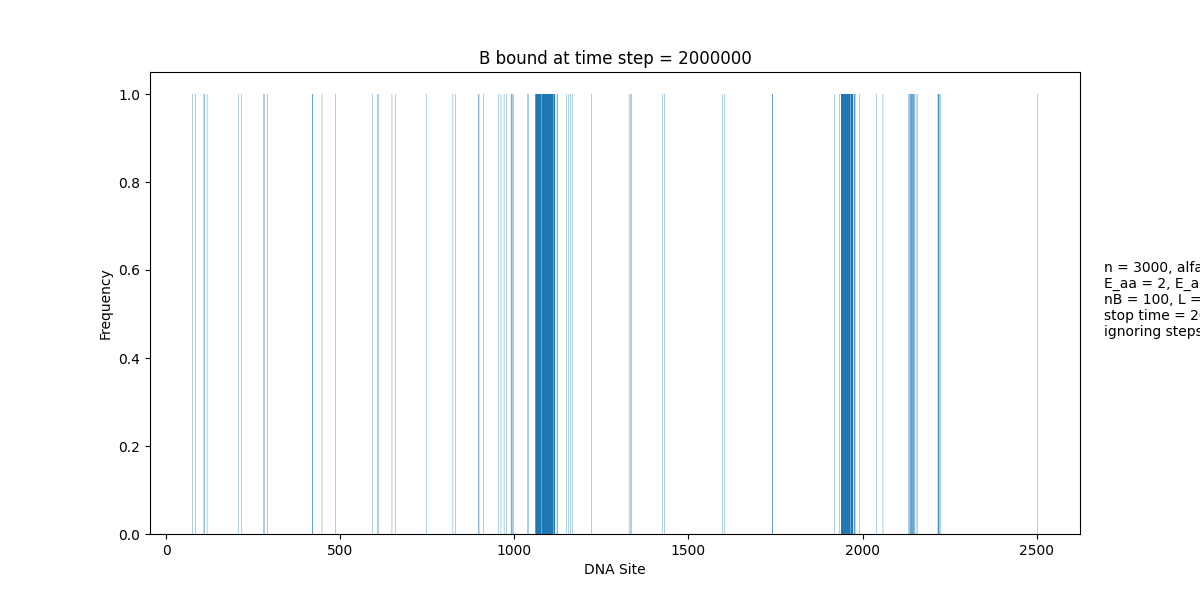 B bound at time step = 2000000
1.0
0.8
0.6
0.4
0.2
0.0
Frequency
0 500 1000 1500 2000 2500
DNA Site
n = 3000, alfa
E_aa = 2, E_a
nB = 100, L =
stop time = 2
ignoring steps